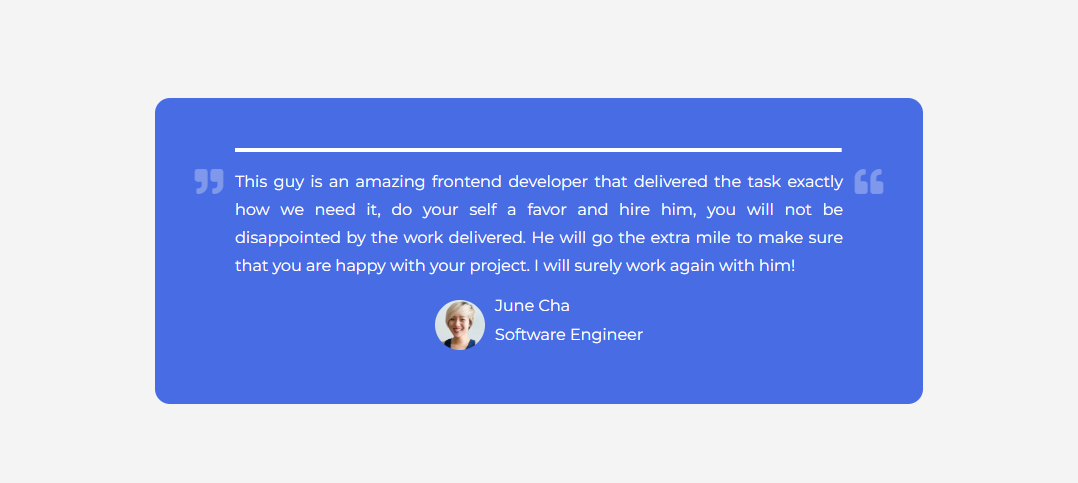 This guy is an amazing frontend developer that delivered the task exactly
how we need it, do your self a favor and hire him, you will not be
disappointed by the work delivered. He will go the extra mile to make sure
that you are happy with your project. I will surely work again with him!
June Cha
Software Engineer